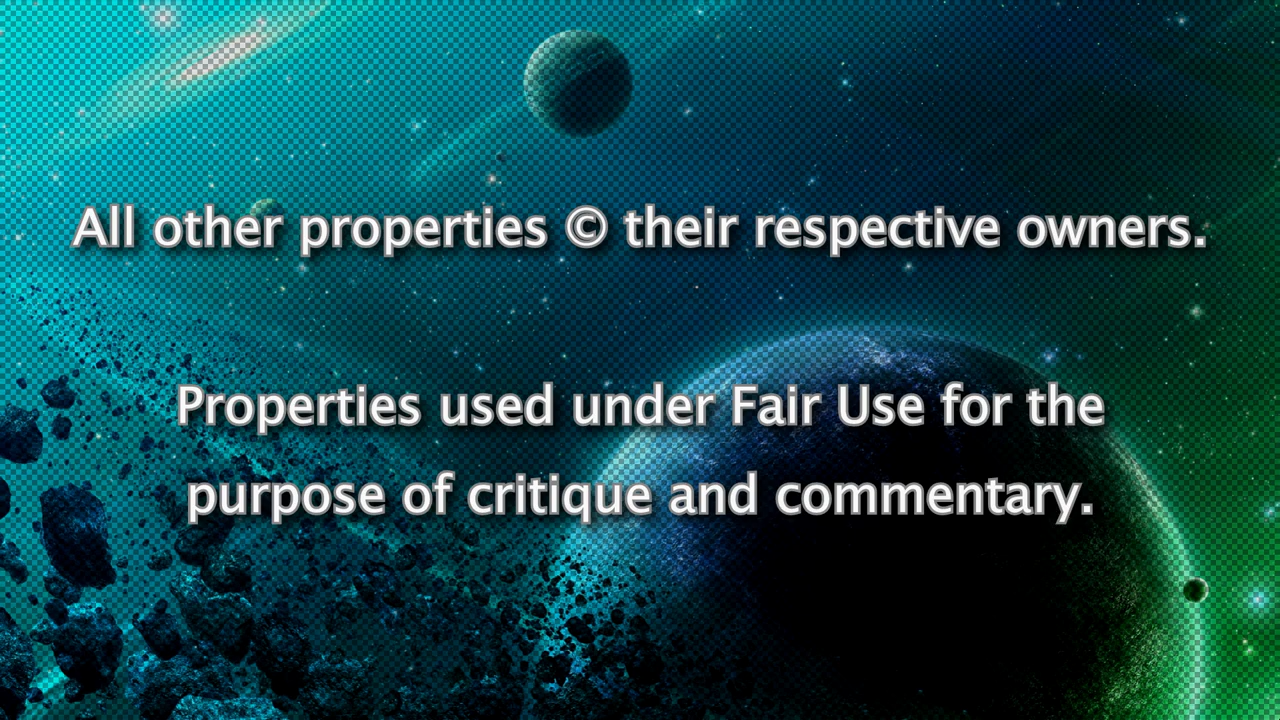 All other properties © their respective owners.
Properties used under Fair Use for the
purpose of critique and commentary.